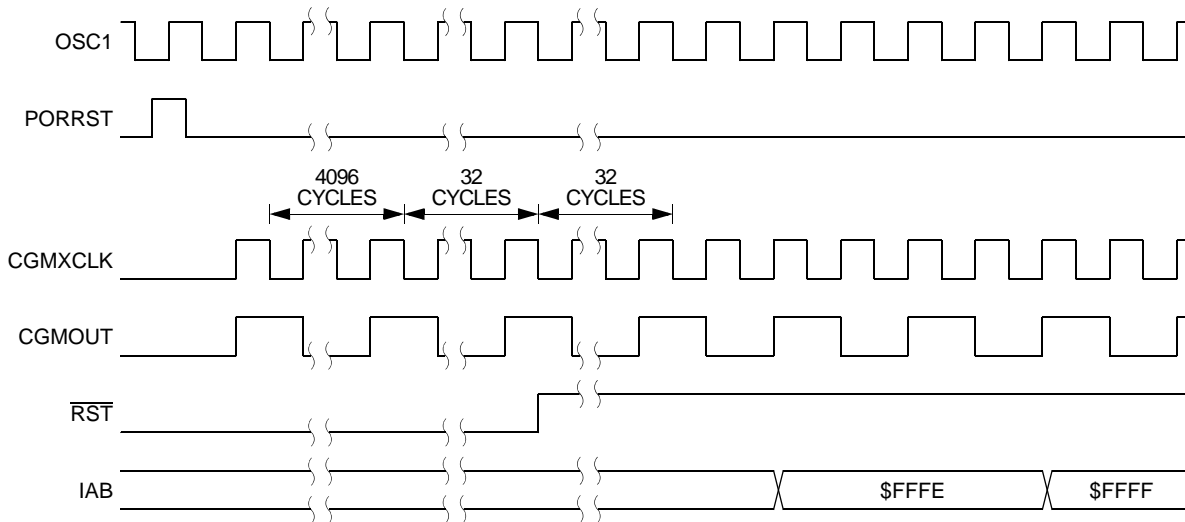 OSC1
PORRST
4096
CYCLES
32
CYCLES
32
CYCLES
CGMXCLK
CGMOUT
RST
IAB
$FFFE
$FFFF